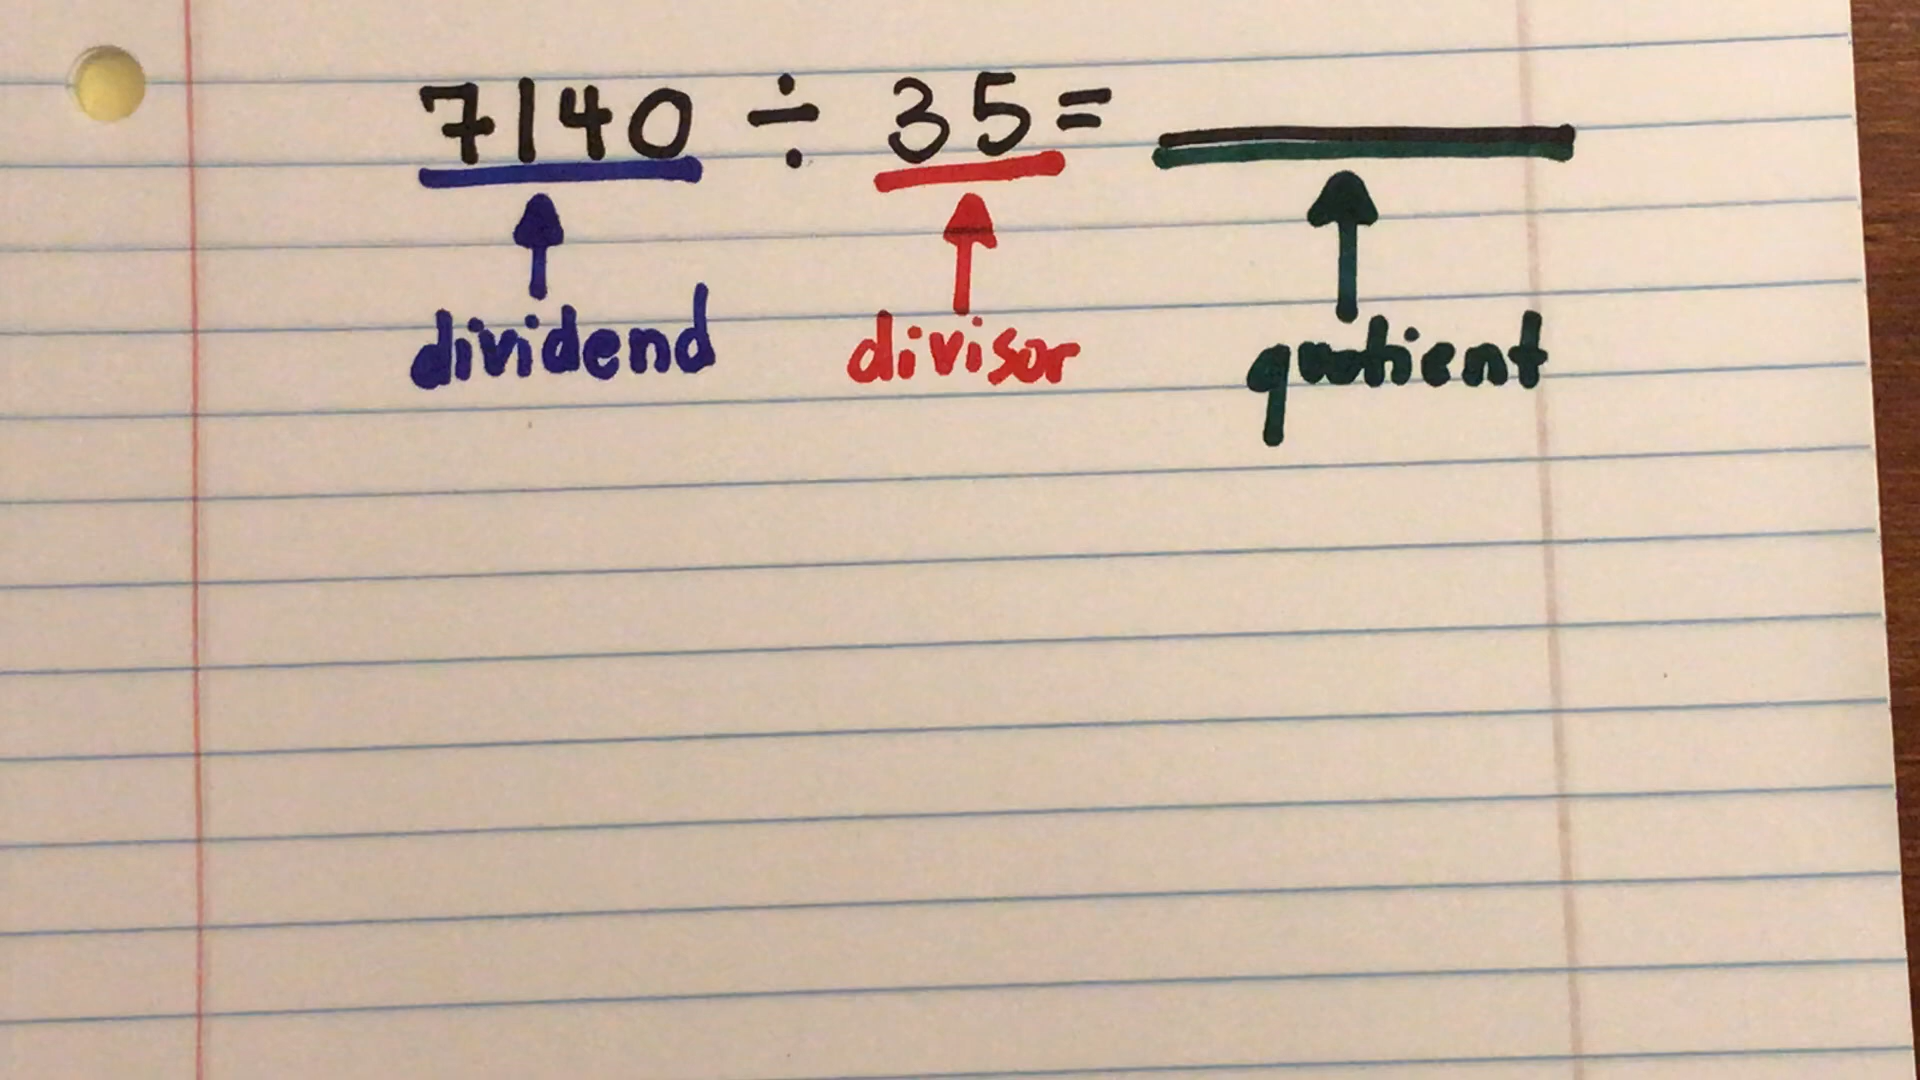 7140 ÷ 35 =
dividend divisor quotient